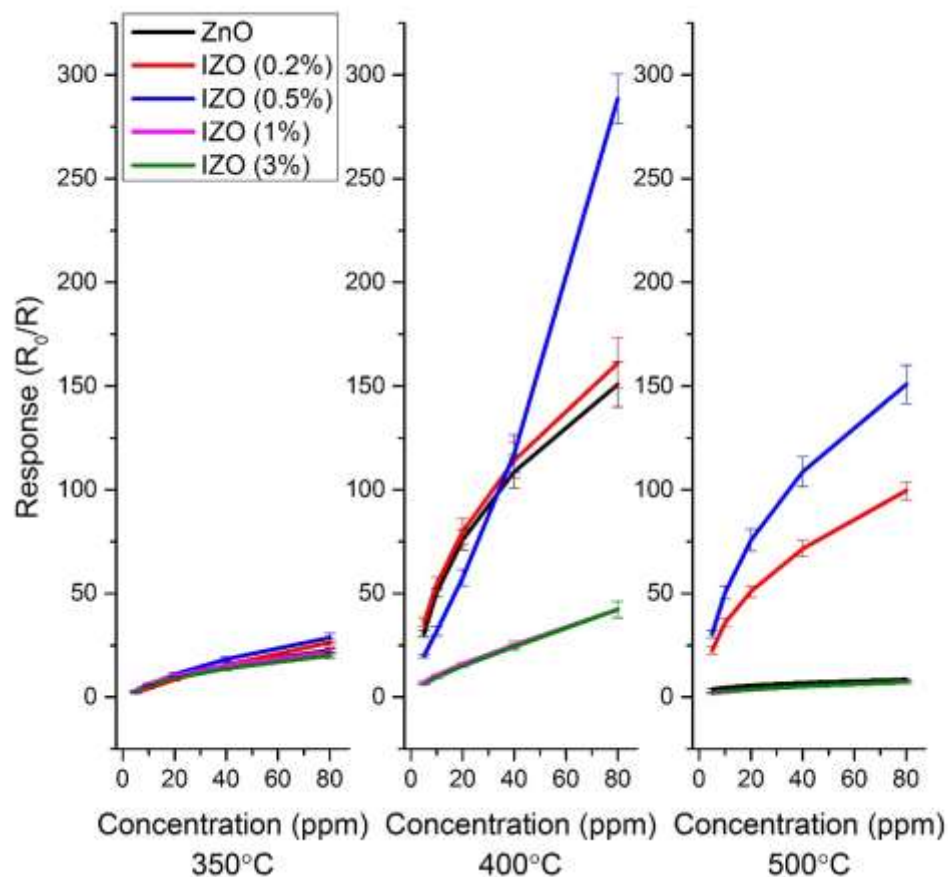 ZnO
IZO (0.2%)
IZO (0.5%)
IZO (1%)
IZO (3%)
Response (R₀/R)
300
250
200
150
100
50
0
0 20 40 60 80
Concentration (ppm)
350°C
300
250
200
150
100
50
0
0 20 40 60 80
Concentration (ppm)
400°C
300
250
200
150
100
50
0
0 20 40 60 80
Concentration (ppm)
500°C